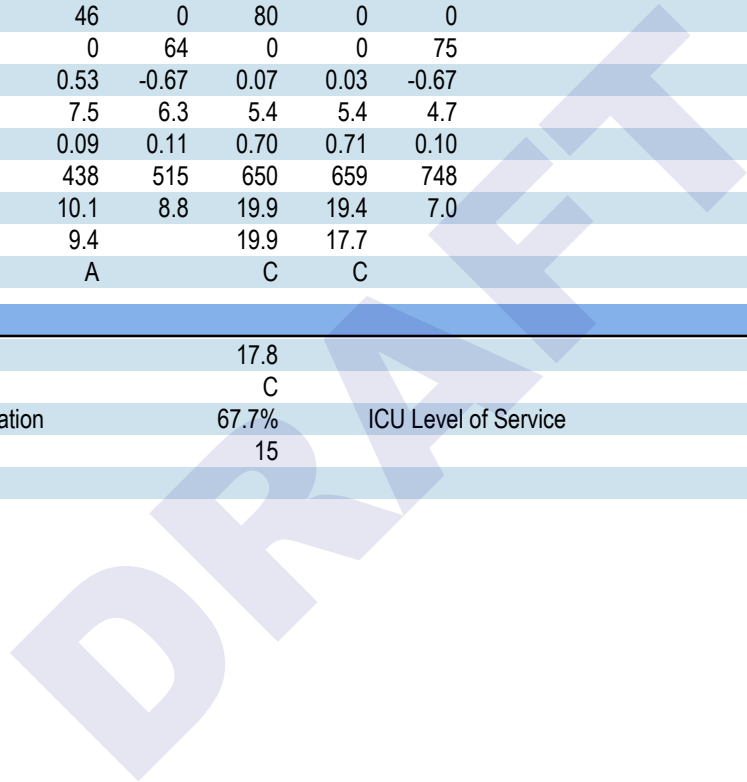 46 0 80 0 0
0 64 0 0 75
0.53 -0.67 0.07 0.03 -0.67
7.5 6.3 5.4 5.4 4.7
0.09 0.11 0.70 0.71 0.10
438 515 650 659 748
10.1 8.8 19.9 19.4 7.0
9.4 19.9 17.7
A C C
17.8
C
ation 67.7% ICU Level of Service
15
DRAFT